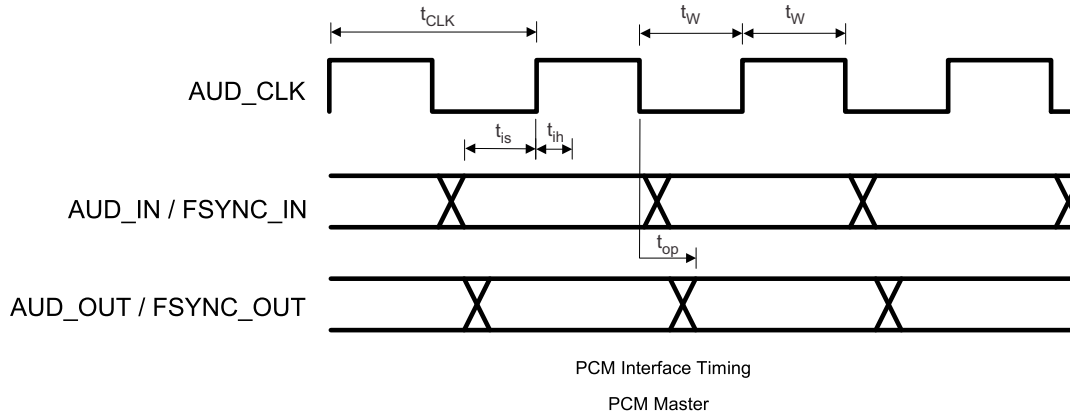 tCLK
tW
tW
AUD_CLK
tis
tih
AUD_IN / FSYNC_IN
top
AUD_OUT / FSYNC_OUT
PCM Interface Timing
PCM Master